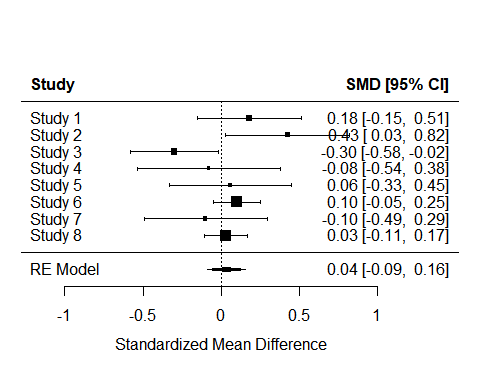 Study SMD [95% CI]
Study 1 0.18 [-0.15, 0.51]
Study 2 0.43 [ 0.03, 0.82]
Study 3 -0.30 [-0.58, -0.02]
Study 4 -0.08 [-0.54, 0.38]
Study 5 0.06 [-0.33, 0.45]
Study 6 0.10 [-0.05, 0.25]
Study 7 -0.10 [-0.49, 0.29]
Study 8 0.03 [-0.11, 0.17]
RE Model 0.04 [-0.09, 0.16]
-1 -0.5 0 0.5 1
Standardized Mean Difference